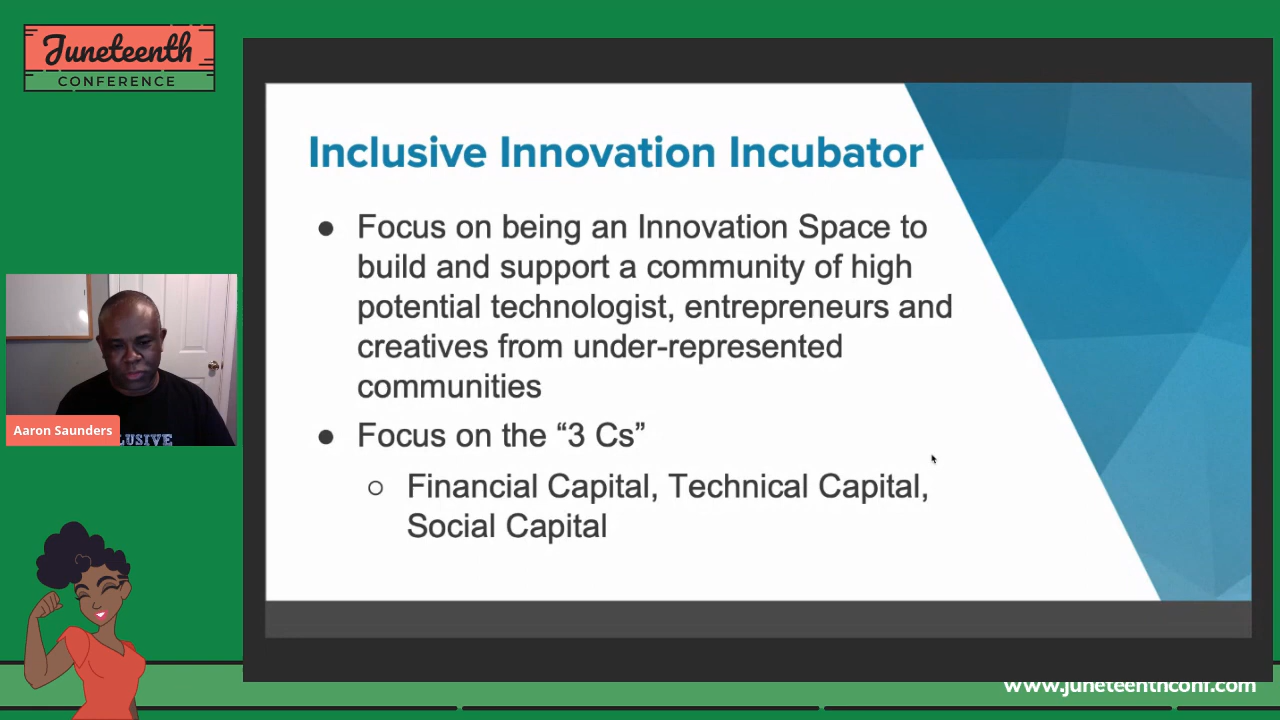 Juneteenth
CONFERENCE
Inclusive Innovation Incubator
● Focus on being an Innovation Space to
build and support a community of high
potential technologist, entrepreneurs and
creatives from under-represented
communities
● Focus on the “3 Cs”
○ Financial Capital, Technical Capital,
Social Capital
Aaron Saunders
LUSIVE
www.juneteenthconf.com